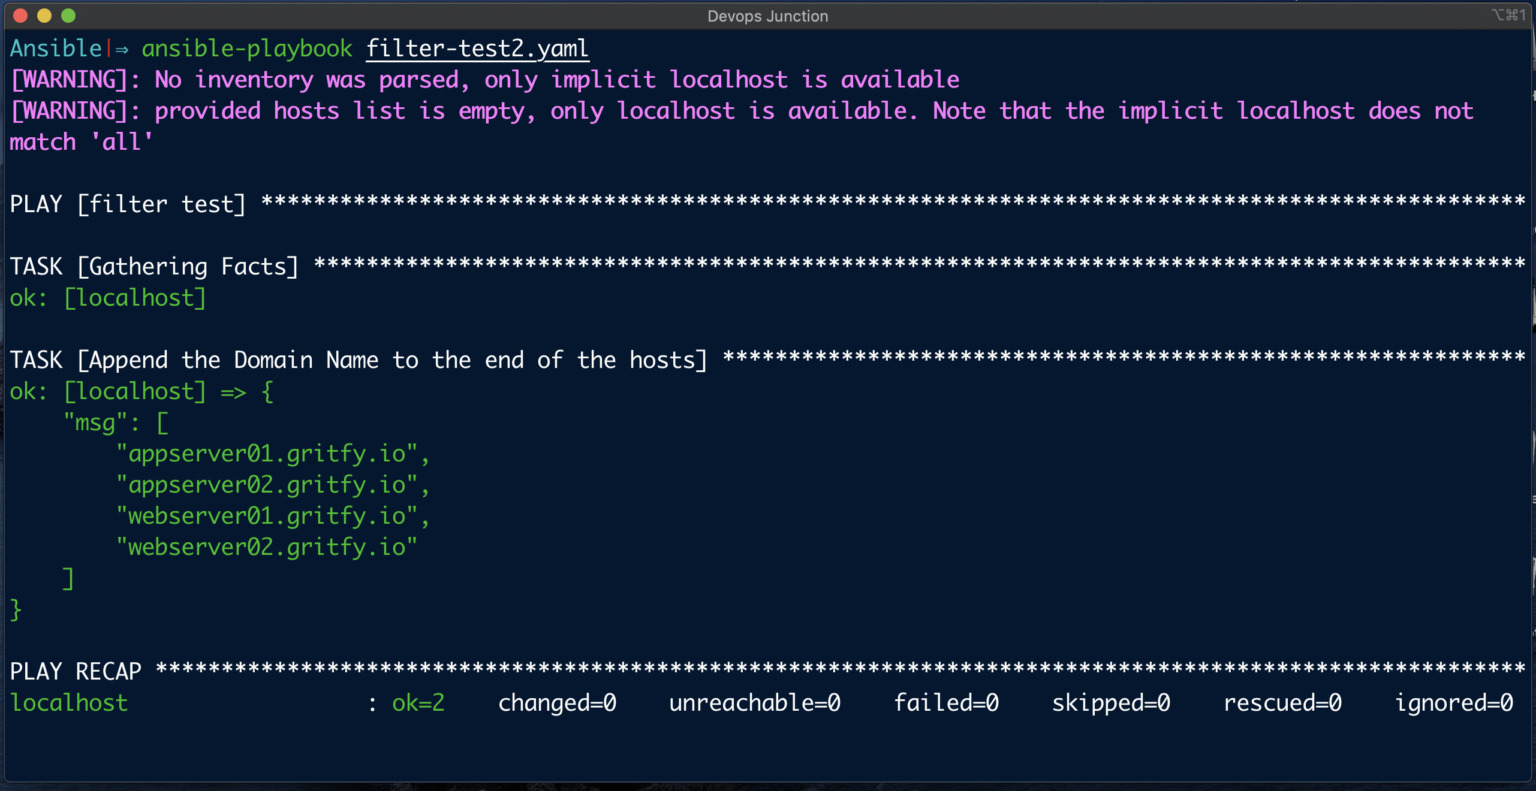 Devops Junction
⌥⌘1
Ansible|⇒ ansible-playbook filter-test2.yaml
[WARNING]: No inventory was parsed, only implicit localhost is available
[WARNING]: provided hosts list is empty, only localhost is available. Note that the implicit localhost does not
match 'all'
PLAY [filter test] ************************************************************************************************
TASK [Gathering Facts] ********************************************************************************************
ok: [localhost]
TASK [Append the Domain Name to the end of the hosts] *************************************************************
ok: [localhost] => {
    "msg": [
        "appserver01.gritfy.io",
        "appserver02.gritfy.io",
        "webserver01.gritfy.io",
        "webserver02.gritfy.io"
    ]
}
PLAY RECAP ********************************************************************************************************
localhost                  : ok=2    changed=0    unreachable=0    failed=0    skipped=0    rescued=0    ignored=0